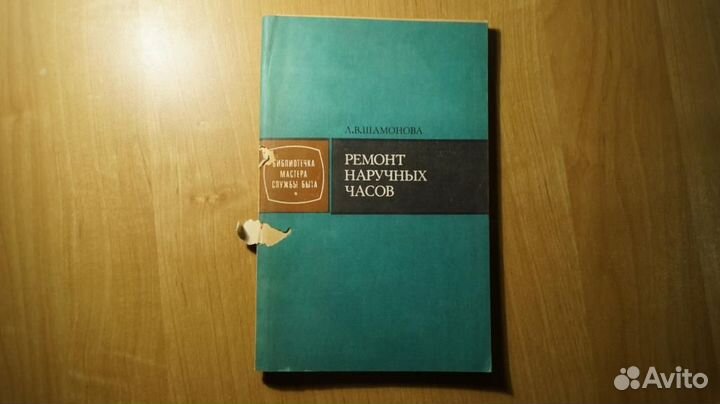 Л.В.ШАМОНОВА
БИБЛИОТЕЧКА
МАСТЕРА
СЛУЖБЫ БЫТА
РЕМОНТ
НАРУЧНЫХ
ЧАСОВ
Avito